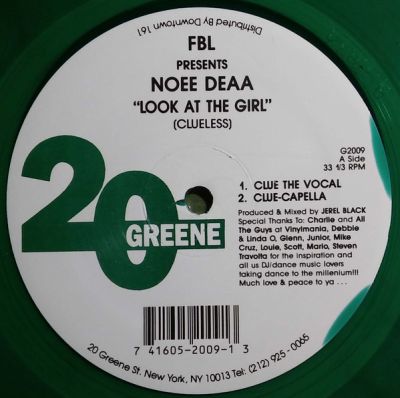 Distributed By Downtown 161
FBL
PRESENTS
NOEE DEAA
"LOOK AT THE GIRL"
(CLUELESS)
G2009
A Side
33 1/3 RPM
1. CLUE THE VOCAL
2. CLUE-CAPELLA
20 GREENE
Produced & Mixed by JEREL BLACK
Special Thanks To: Charlie and All
The Guys at Vinylmania, Debbie
& Linda O, Glenn, Junior, Mike
Cruz, Louie, Scott, Mario, Steven
Travolta for the inspiration and
all us DJ/dance music lovers
taking dance to the millenium!!!
Much love & peace to ya ...
7 41605-2009-1 3
20 Greene St. New York, NY 10013 Tel: (212) 925 - 0065